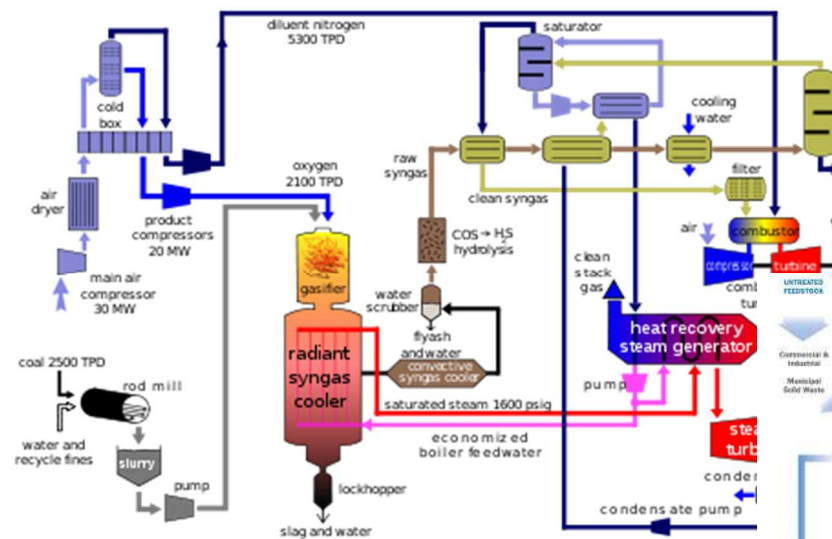 diluent nitrogen
5300 TPD
saturator
cold
box
cooling
water
oxygen
2100 TPD
raw
syngas
filter
clean syngas
air
dryer
product
compressors
20 MW
COS → H₂S
hydrolysis
air
combustor
compressor
turbine
main air
compressor
30 MW
gasifier
water
scrubber
clean
stack
gas
UNTREATED
FEEDSTOCK
flyash
and water
heat recovery
steam generator
Commercial &
Industrial
Municipal
Solid Waste
coal 2500 TPD
rod mill
radiant
syngas
cooler
convective
syngas cooler
pump
saturated steam 1600 psig
water and
recycle fines
economized
boiler feedwater
slurry
pump
lockhopper
condensate pump
slag and water